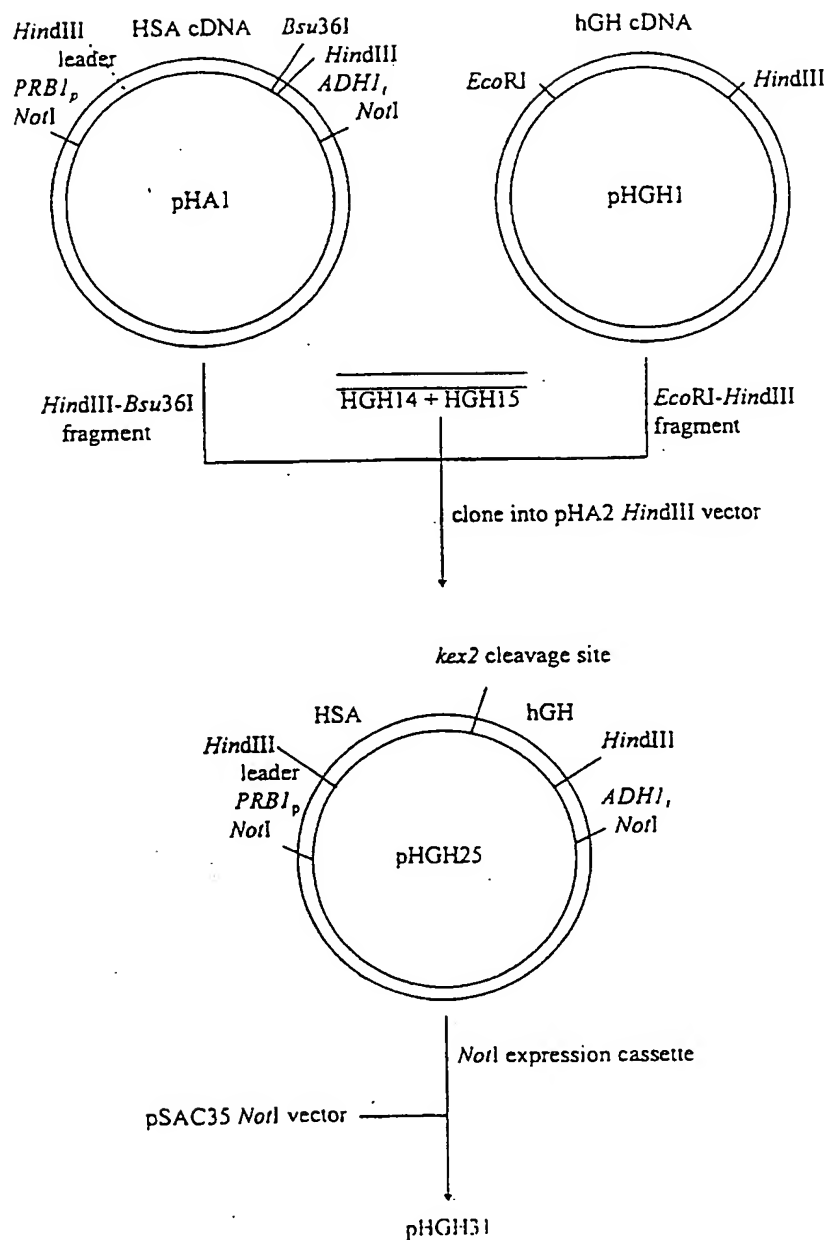 HindIII
leader
PRB1p
NotI
HSA cDNA
Bsu36I
HindIII
ADH1t
NotI
pHA1
hGH cDNA
EcoRI
HindIII
pHGH1
HindIII-Bsu36I
fragment
HGH14 + HGH15
EcoRI-HindIII
fragment
clone into pHA2 HindIII vector
kex2 cleavage site
HSA
hGH
HindIII
leader
PRB1p
NotI
HindIII
ADH1t
NotI
pHGH25
NotI expression cassette
pSAC35 NotI vector
pHGH31